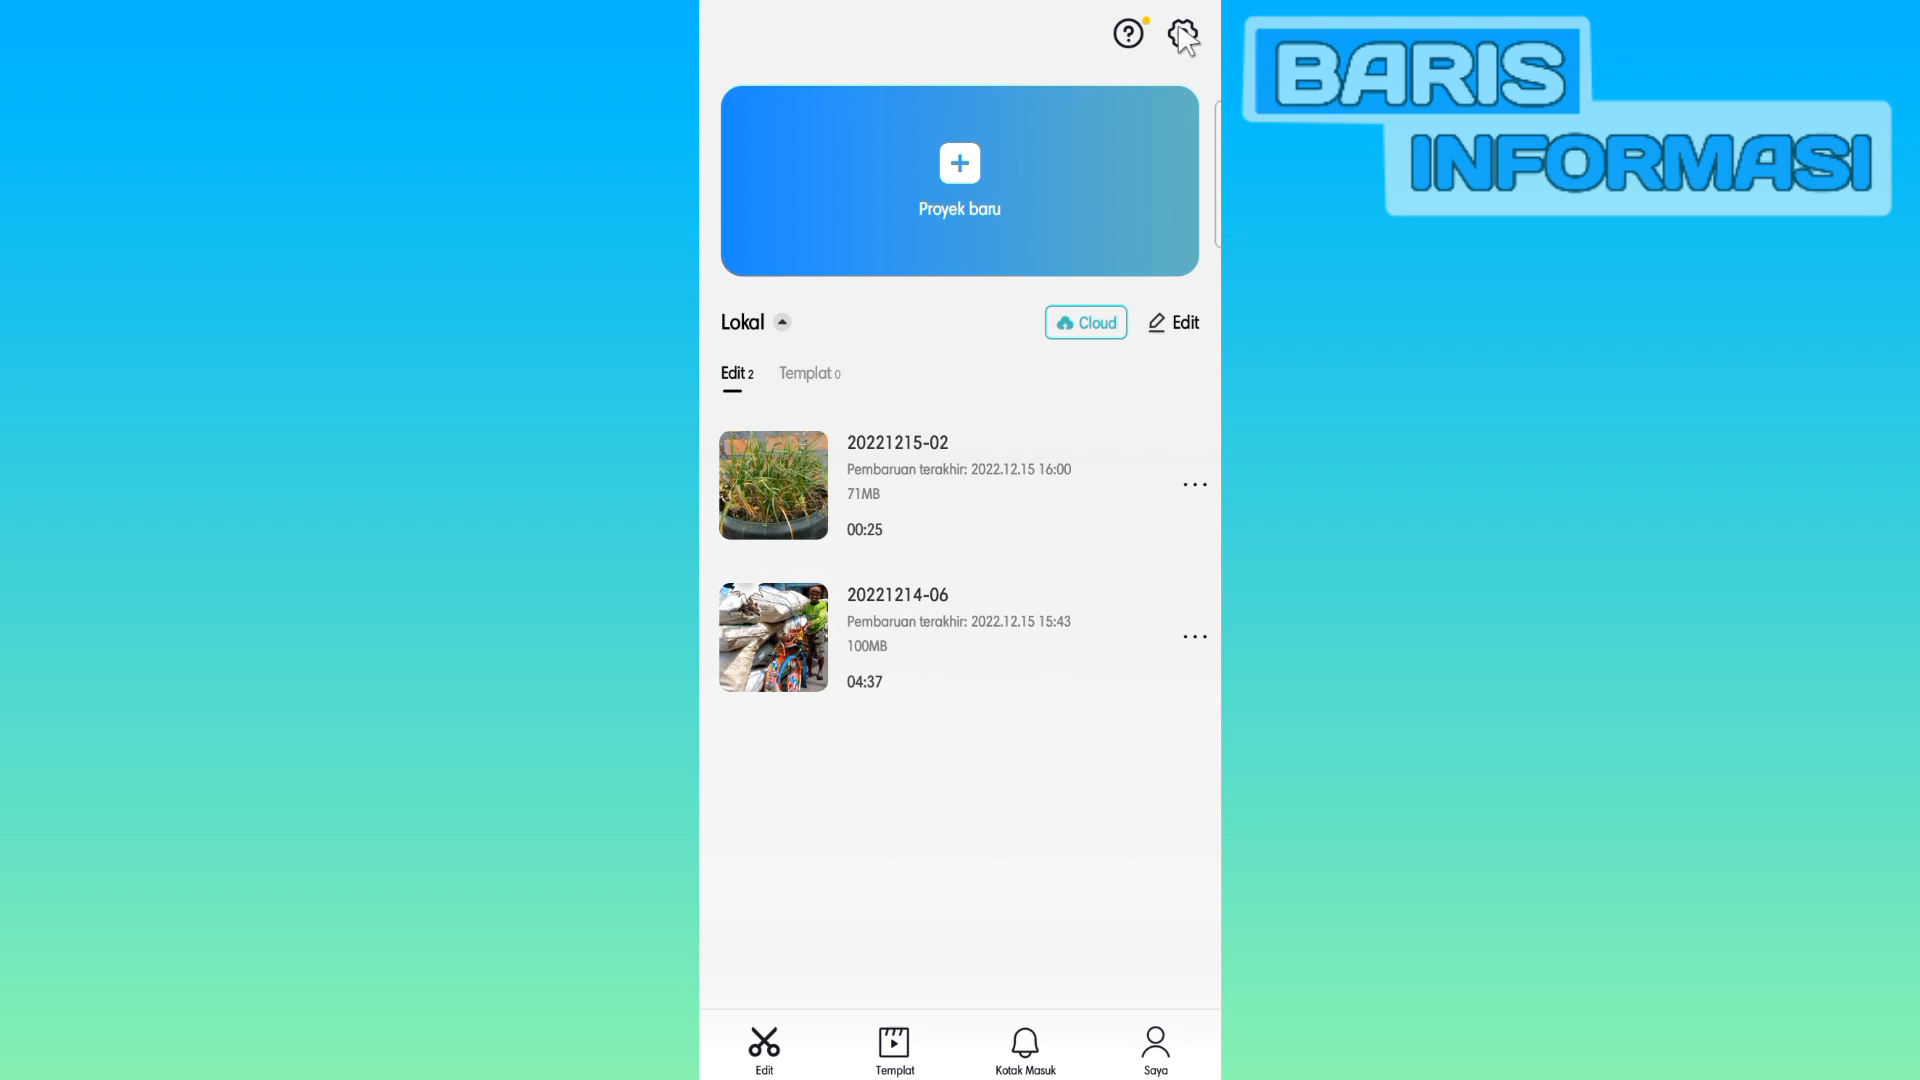 BARIS
INFORMASI
Proyek baru
Lokal
Cloud
Edit
Edit 2
Templat 0
20221215-02
Pembaruan terakhir: 2022.12.15 16:00
71MB
00:25
20221214-06
Pembaruan terakhir: 2022.12.15 15:43
100MB
04:37
Edit
Templat
Kotak Masuk
Saya